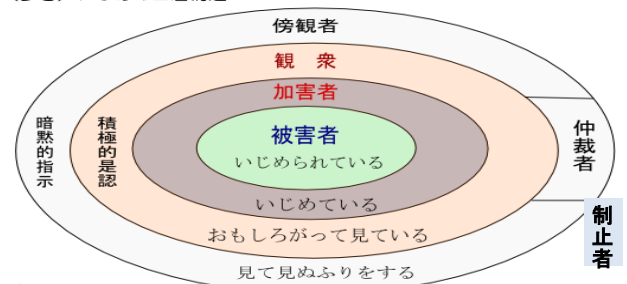 傍観者
観 衆
加害者
被害者
いじめられている
いじめている
おもしろがって見ている
見て見ぬふりをする
暗黙的指示
積極的是認
仲裁者
制止者